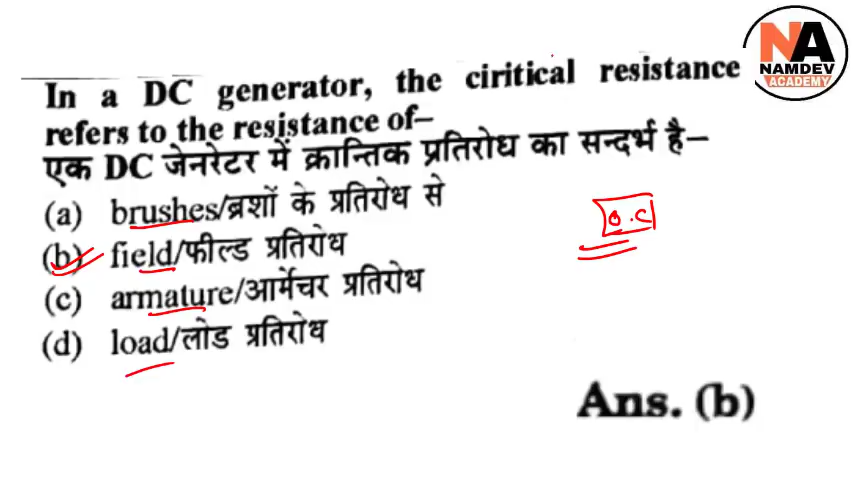 NA
NAMDEV
ACADEMY
In a DC generator, the ciritical resistance
refers to the resistance of–
एक DC जेनरेटर में क्रान्तिक प्रतिरोध का सन्दर्भ है–
(a) brushes/ब्रशों के प्रतिरोध से
(b) field/फील्ड प्रतिरोध
(c) armature/आर्मेचर प्रतिरोध
(d) load/लोड प्रतिरोध
O.C
Ans. (b)